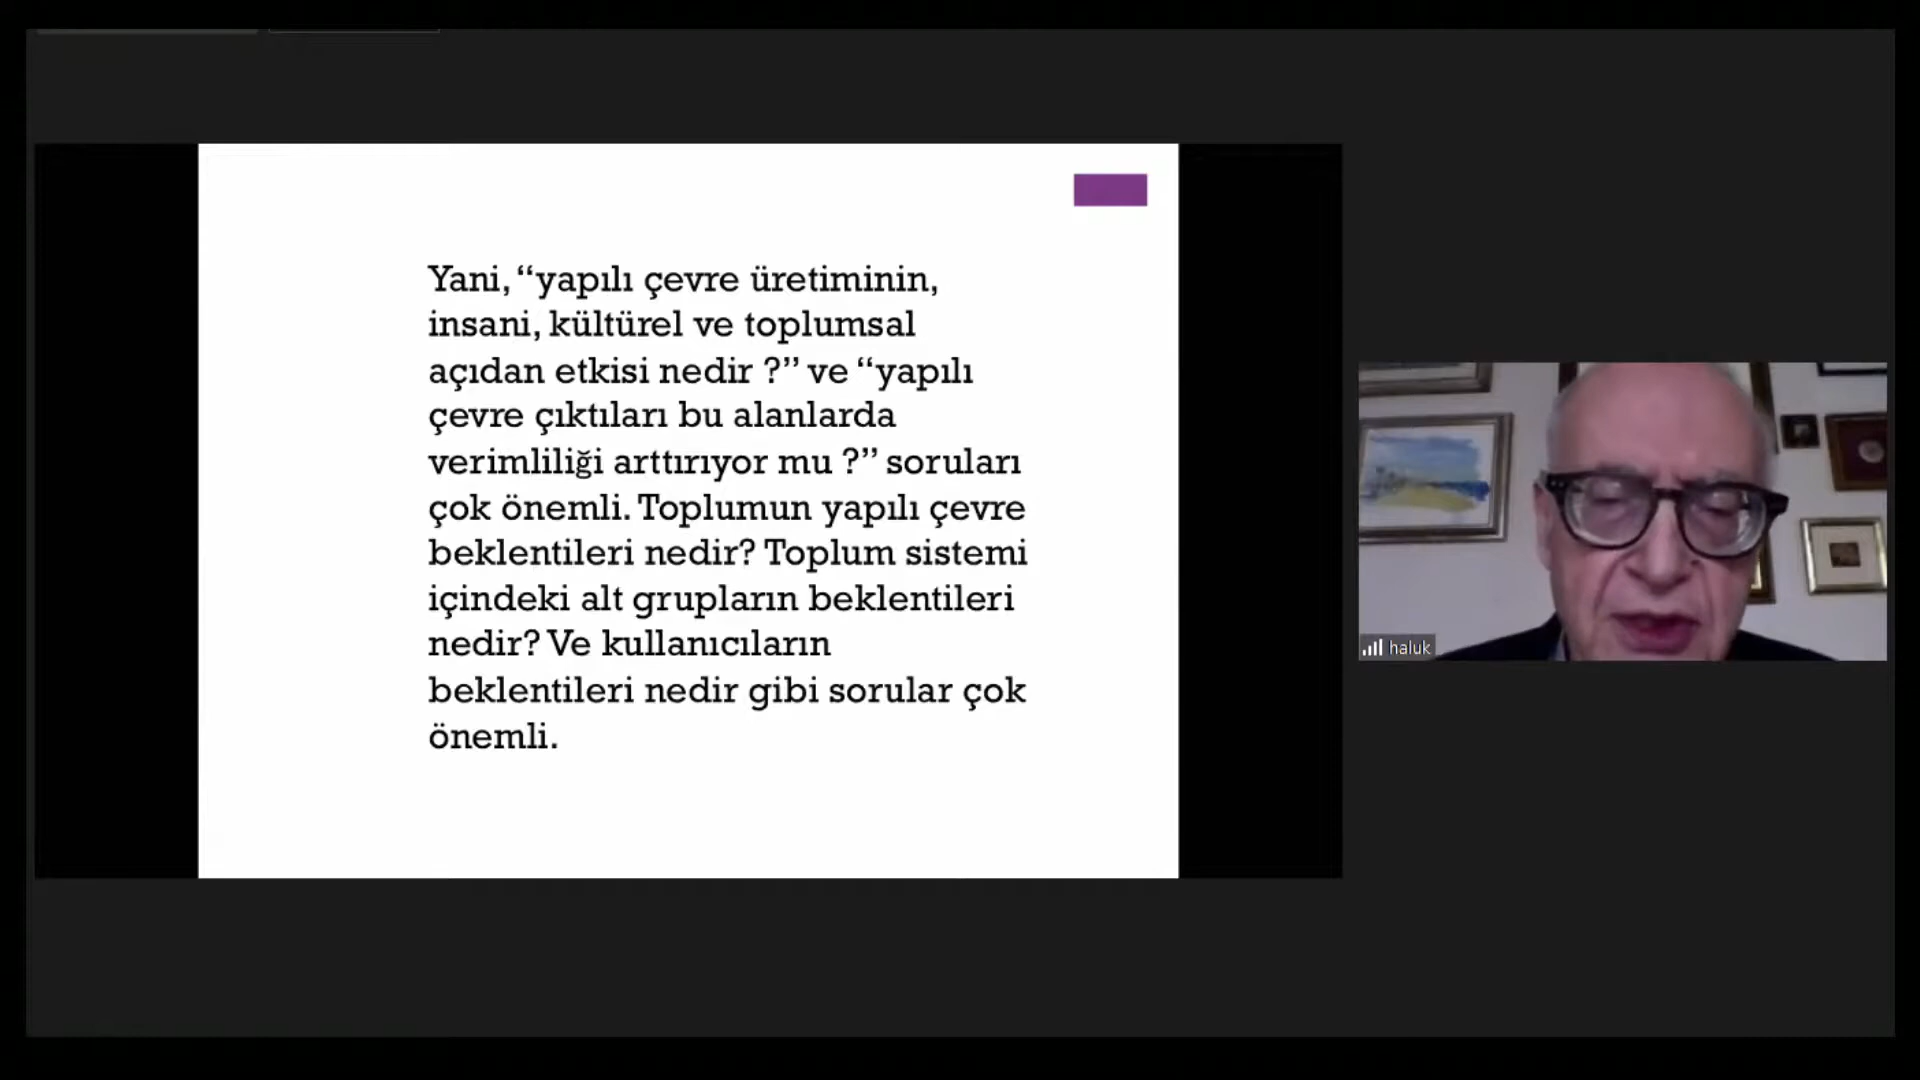 Yani, “yapılı çevre üretiminin,
insani, kültürel ve toplumsal
açıdan etkisi nedir ?” ve “yapılı
çevre çıktıları bu alanlarda
verimliliği arttırıyor mu ?” soruları
çok önemli. Toplumun yapılı çevre
beklentileri nedir? Toplum sistemi
içindeki alt grupların beklentileri
nedir? Ve kullanıcıların
beklentileri nedir gibi sorular çok
önemli.
haluk